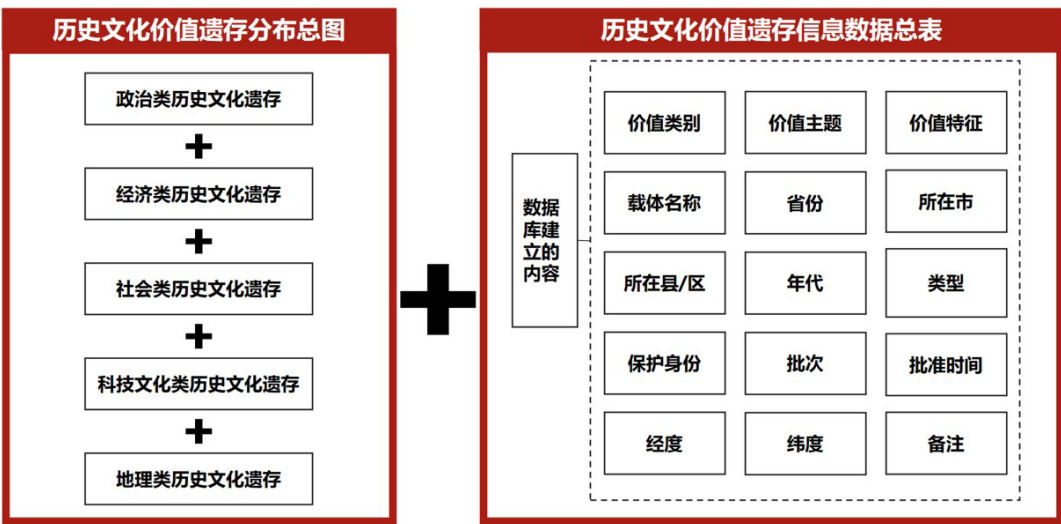 历史文化价值遗存分布总图
政治类历史文化遗存
经济类历史文化遗存
社会类历史文化遗存
科技文化类历史文化遗存
地理类历史文化遗存
历史文化价值遗存信息数据总表
数据
库建
立的
内容
价值类别
价值主题
价值特征
载体名称
省份
所在市
所在县/区
年代
类型
保护身份
批次
批准时间
经度
纬度
备注